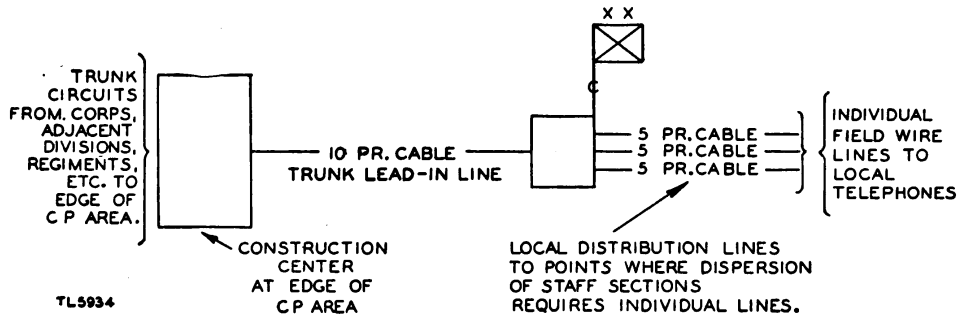 X X
TRUNK
CIRCUITS
FROM. CORPS,
ADJACENT
DIVISIONS,
REGIMENTS,
ETC. TO
EDGE OF
CP AREA.
10 PR. CABLE
TRUNK LEAD-IN LINE
C
5 PR. CABLE
5 PR. CABLE
5 PR. CABLE
INDIVIDUAL
FIELD WIRE
LINES TO
LOCAL
TELEPHONES
CONSTRUCTION
CENTER
AT EDGE OF
CP AREA
LOCAL DISTRIBUTION LINES
TO POINTS WHERE DISPERSION
OF STAFF SECTIONS
REQUIRES INDIVIDUAL LINES.
TL5934